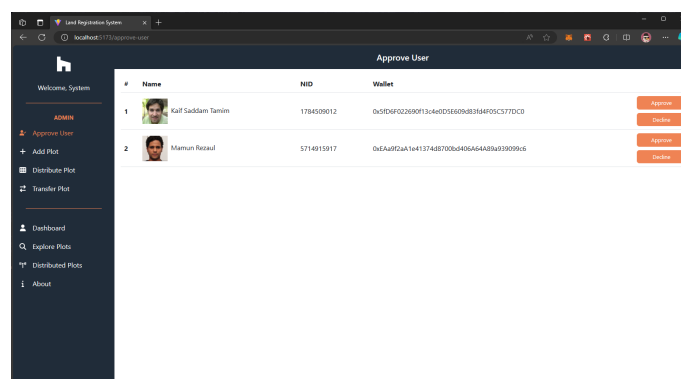 Land Registration System
localhost:5173/approve-user
Approve User
Welcome, System
ADMIN
Approve User
Add Plot
Distribute Plot
Transfer Plot
Dashboard
Explore Plots
Distributed Plots
About
# Name NID Wallet
1 Kaif Saddam Tamim 1784509012 0x5fD6F022690f13c4e0D5E609d83fd4F05C577DC0
Approve
Decline
2 Mamun Rezaul 5714915917 0xEAa9f2aA1e41374d8700bd406A64A89a939099c6
Approve
Decline